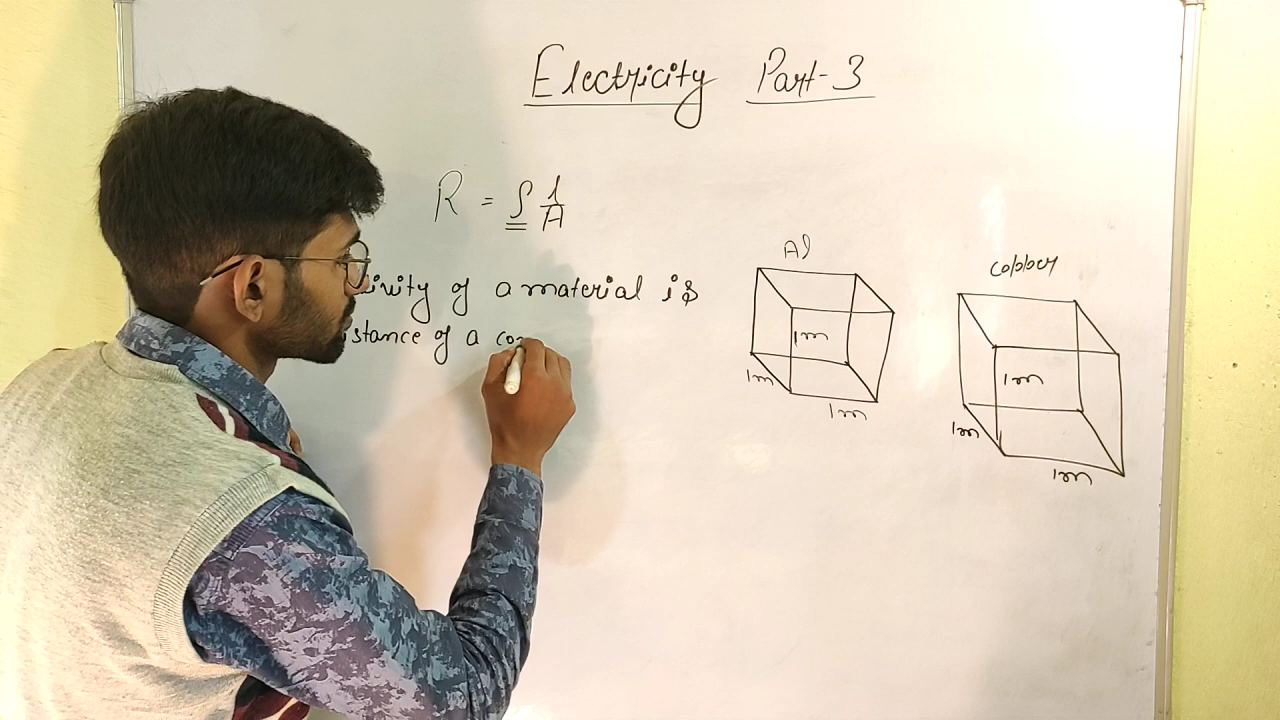 Electricity Part-3
R = ρ l/A
ivity of a material is
istance of a co
Al
1m
1m
1m
Copper
1m
1m
1m